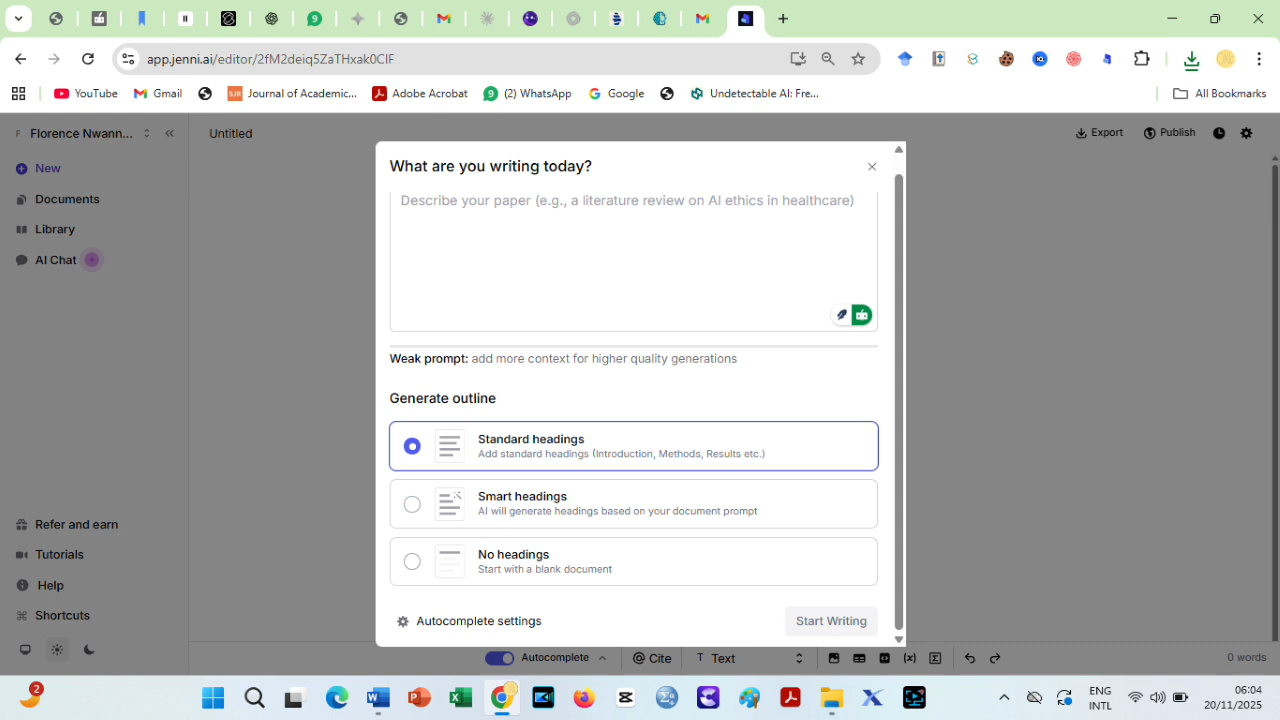 app.jenni.ai/editor/2fM2deiq5ZaTHxak0CIF
YouTube
Gmail
SJR Journal of Academic...
Adobe Acrobat
9 (2) WhatsApp
Google
Undetectable AI: Fre...
All Bookmarks
F Florence Nwann...
Untitled
Export
Publish
New
Documents
Library
AI Chat
What are you writing today?
Describe your paper (e.g., a literature review on AI ethics in healthcare)
Weak prompt: add more context for higher quality generations
Generate outline
Standard headings
Add standard headings (Introduction, Methods, Results etc.)
Smart headings
AI will generate headings based on your document prompt
No headings
Start with a blank document
Autocomplete settings
Start Writing
Refer and earn
Tutorials
Help
Shortcuts
Autocomplete
Cite
T Text
0 words
2
ENG
INTL
06:04
20/11/2025